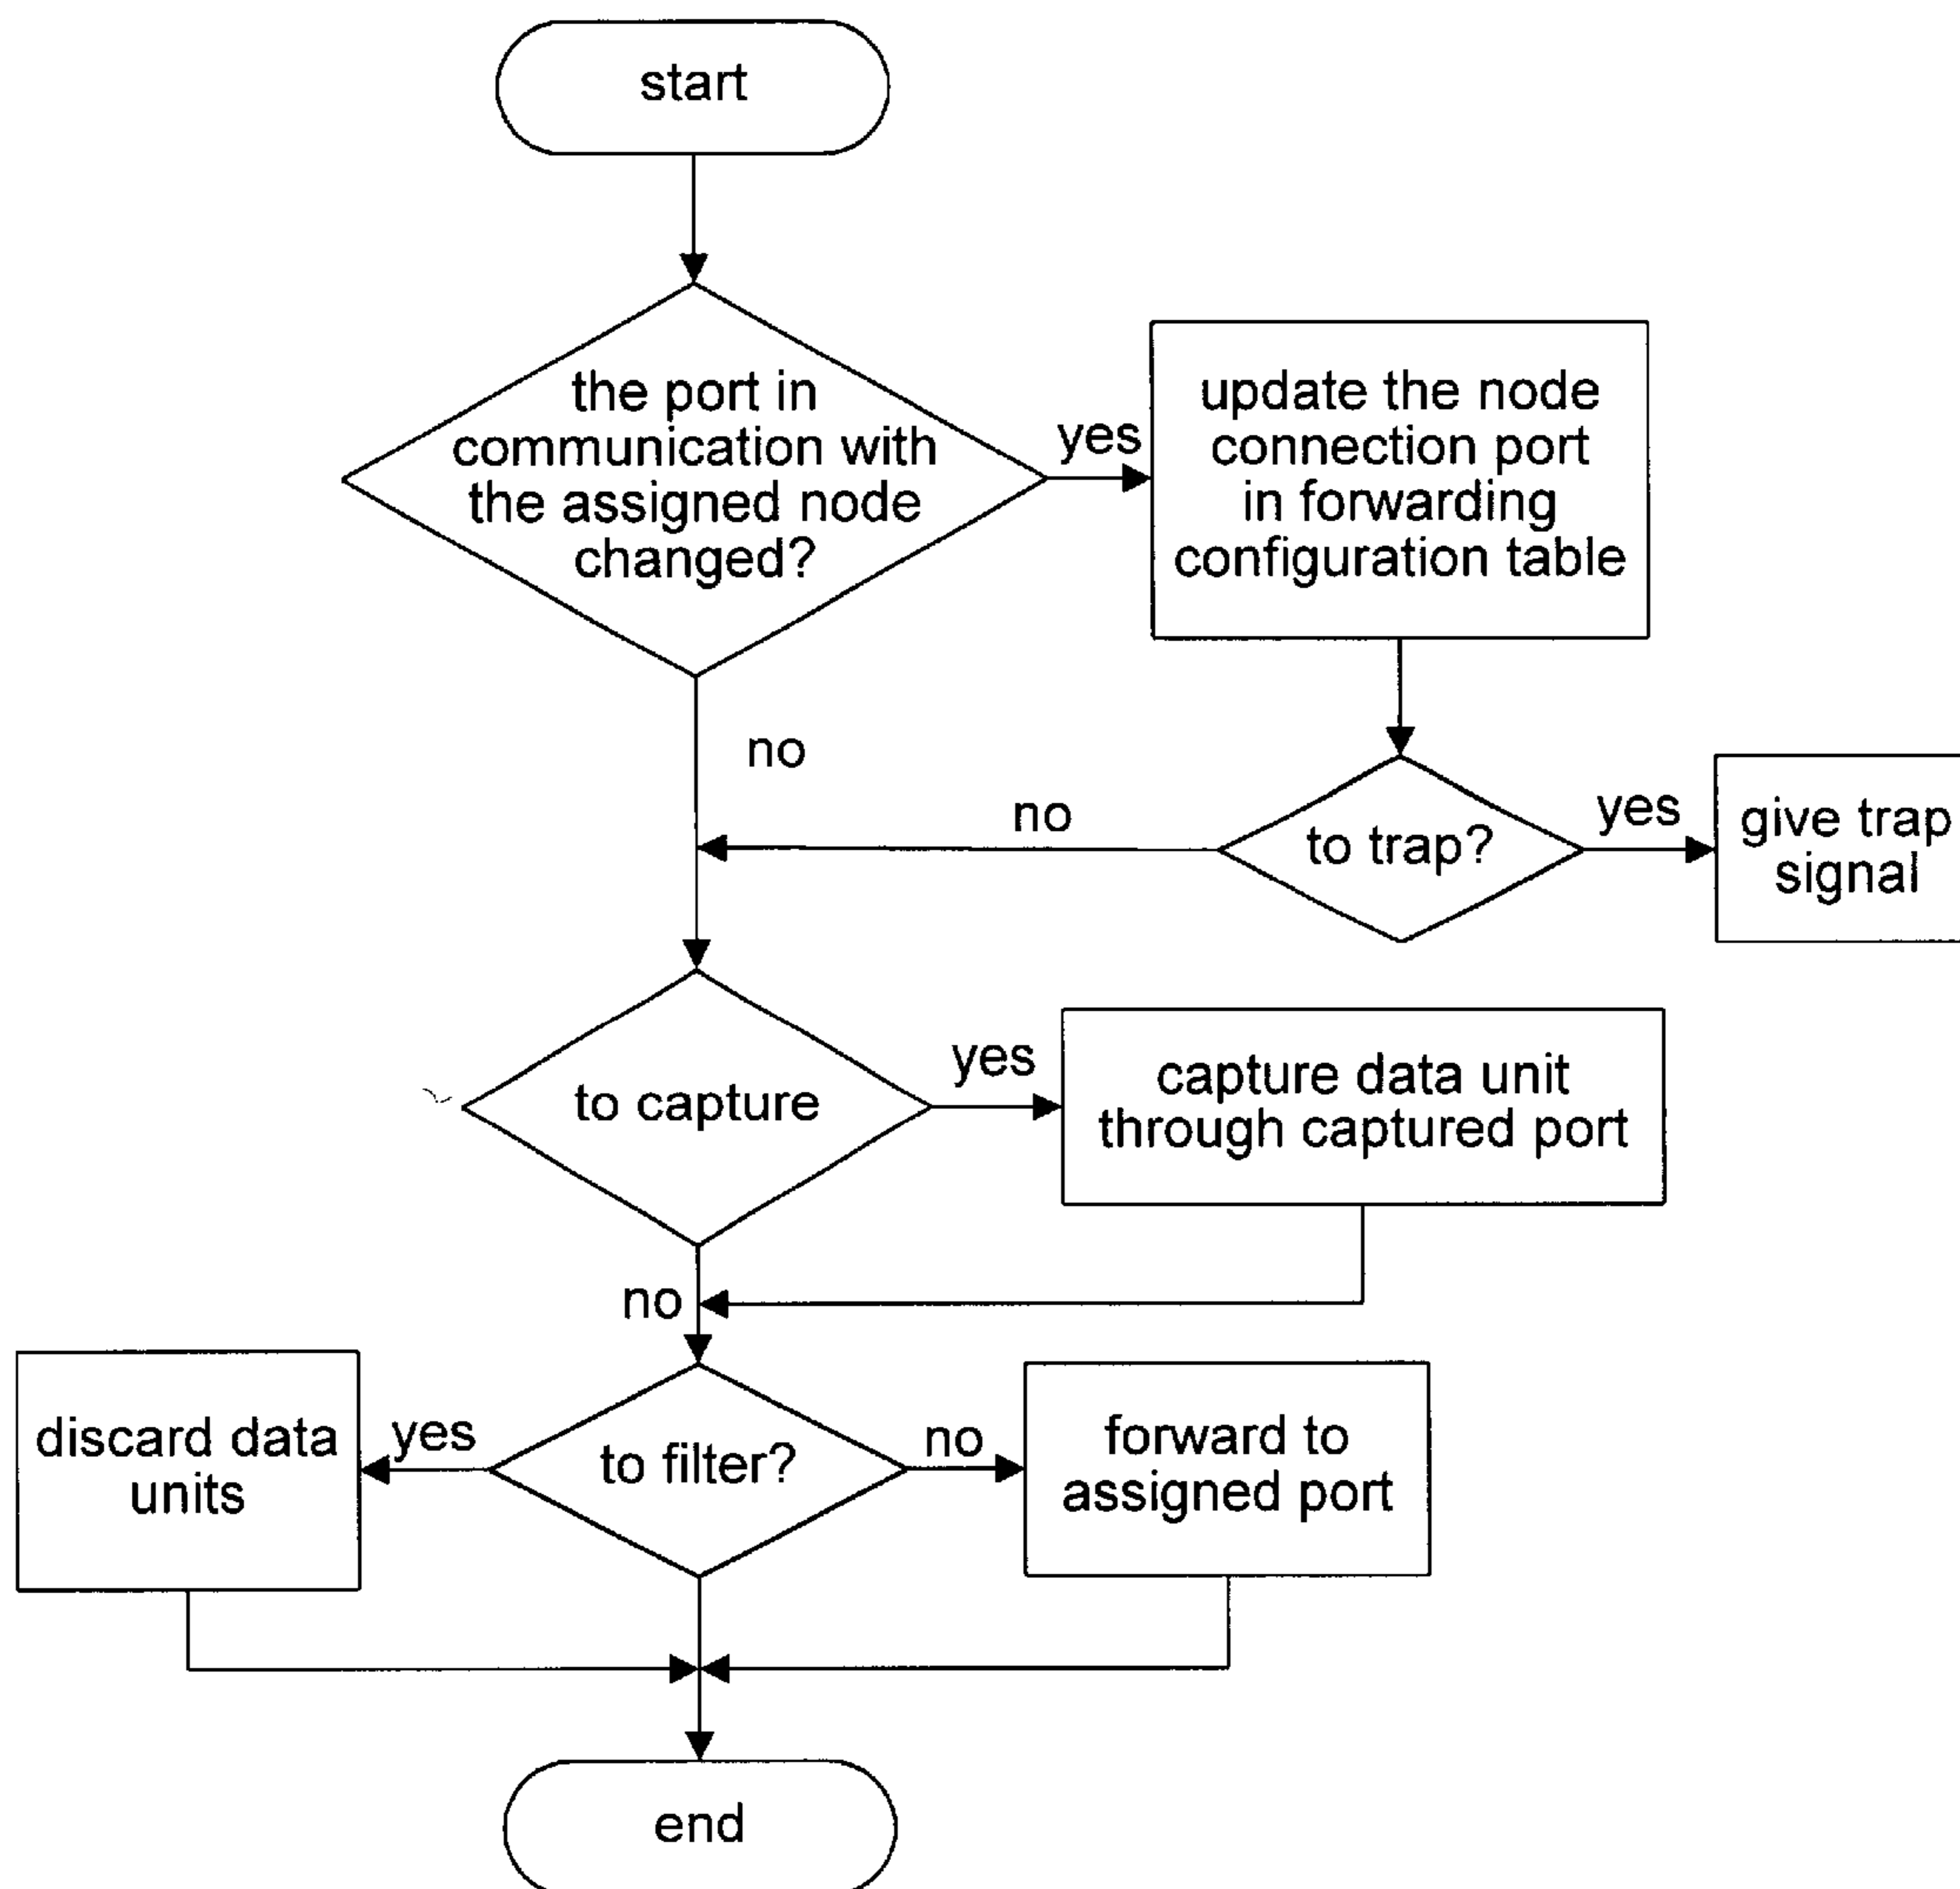 start
the port in
communication with
the assigned node
changed?
yes
update the node
connection port
in forwarding
configuration table
no
no
to trap?
yes
give trap
signal
to capture
yes
capture data unit
through captured port
no
discard data
units
yes
to filter?
no
forward to
assigned port
end